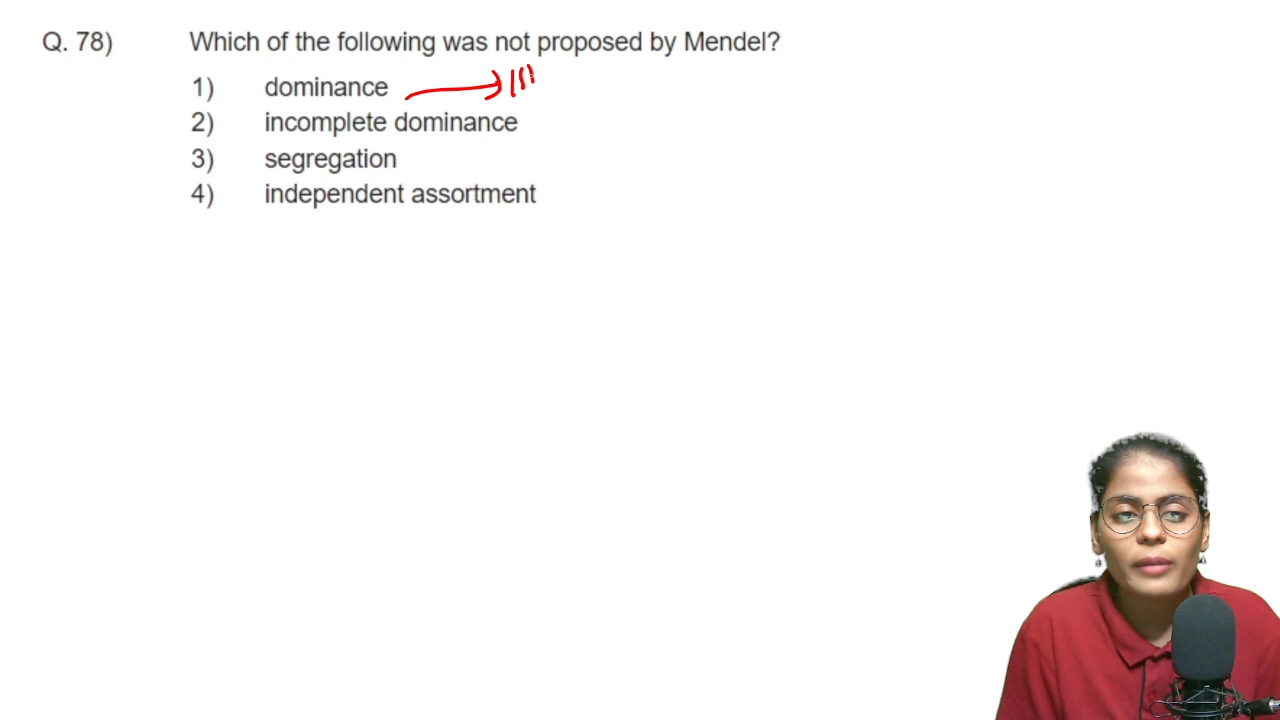 Q. 78) Which of the following was not proposed by Mendel?
1) dominance
2) incomplete dominance
3) segregation
4) independent assortment